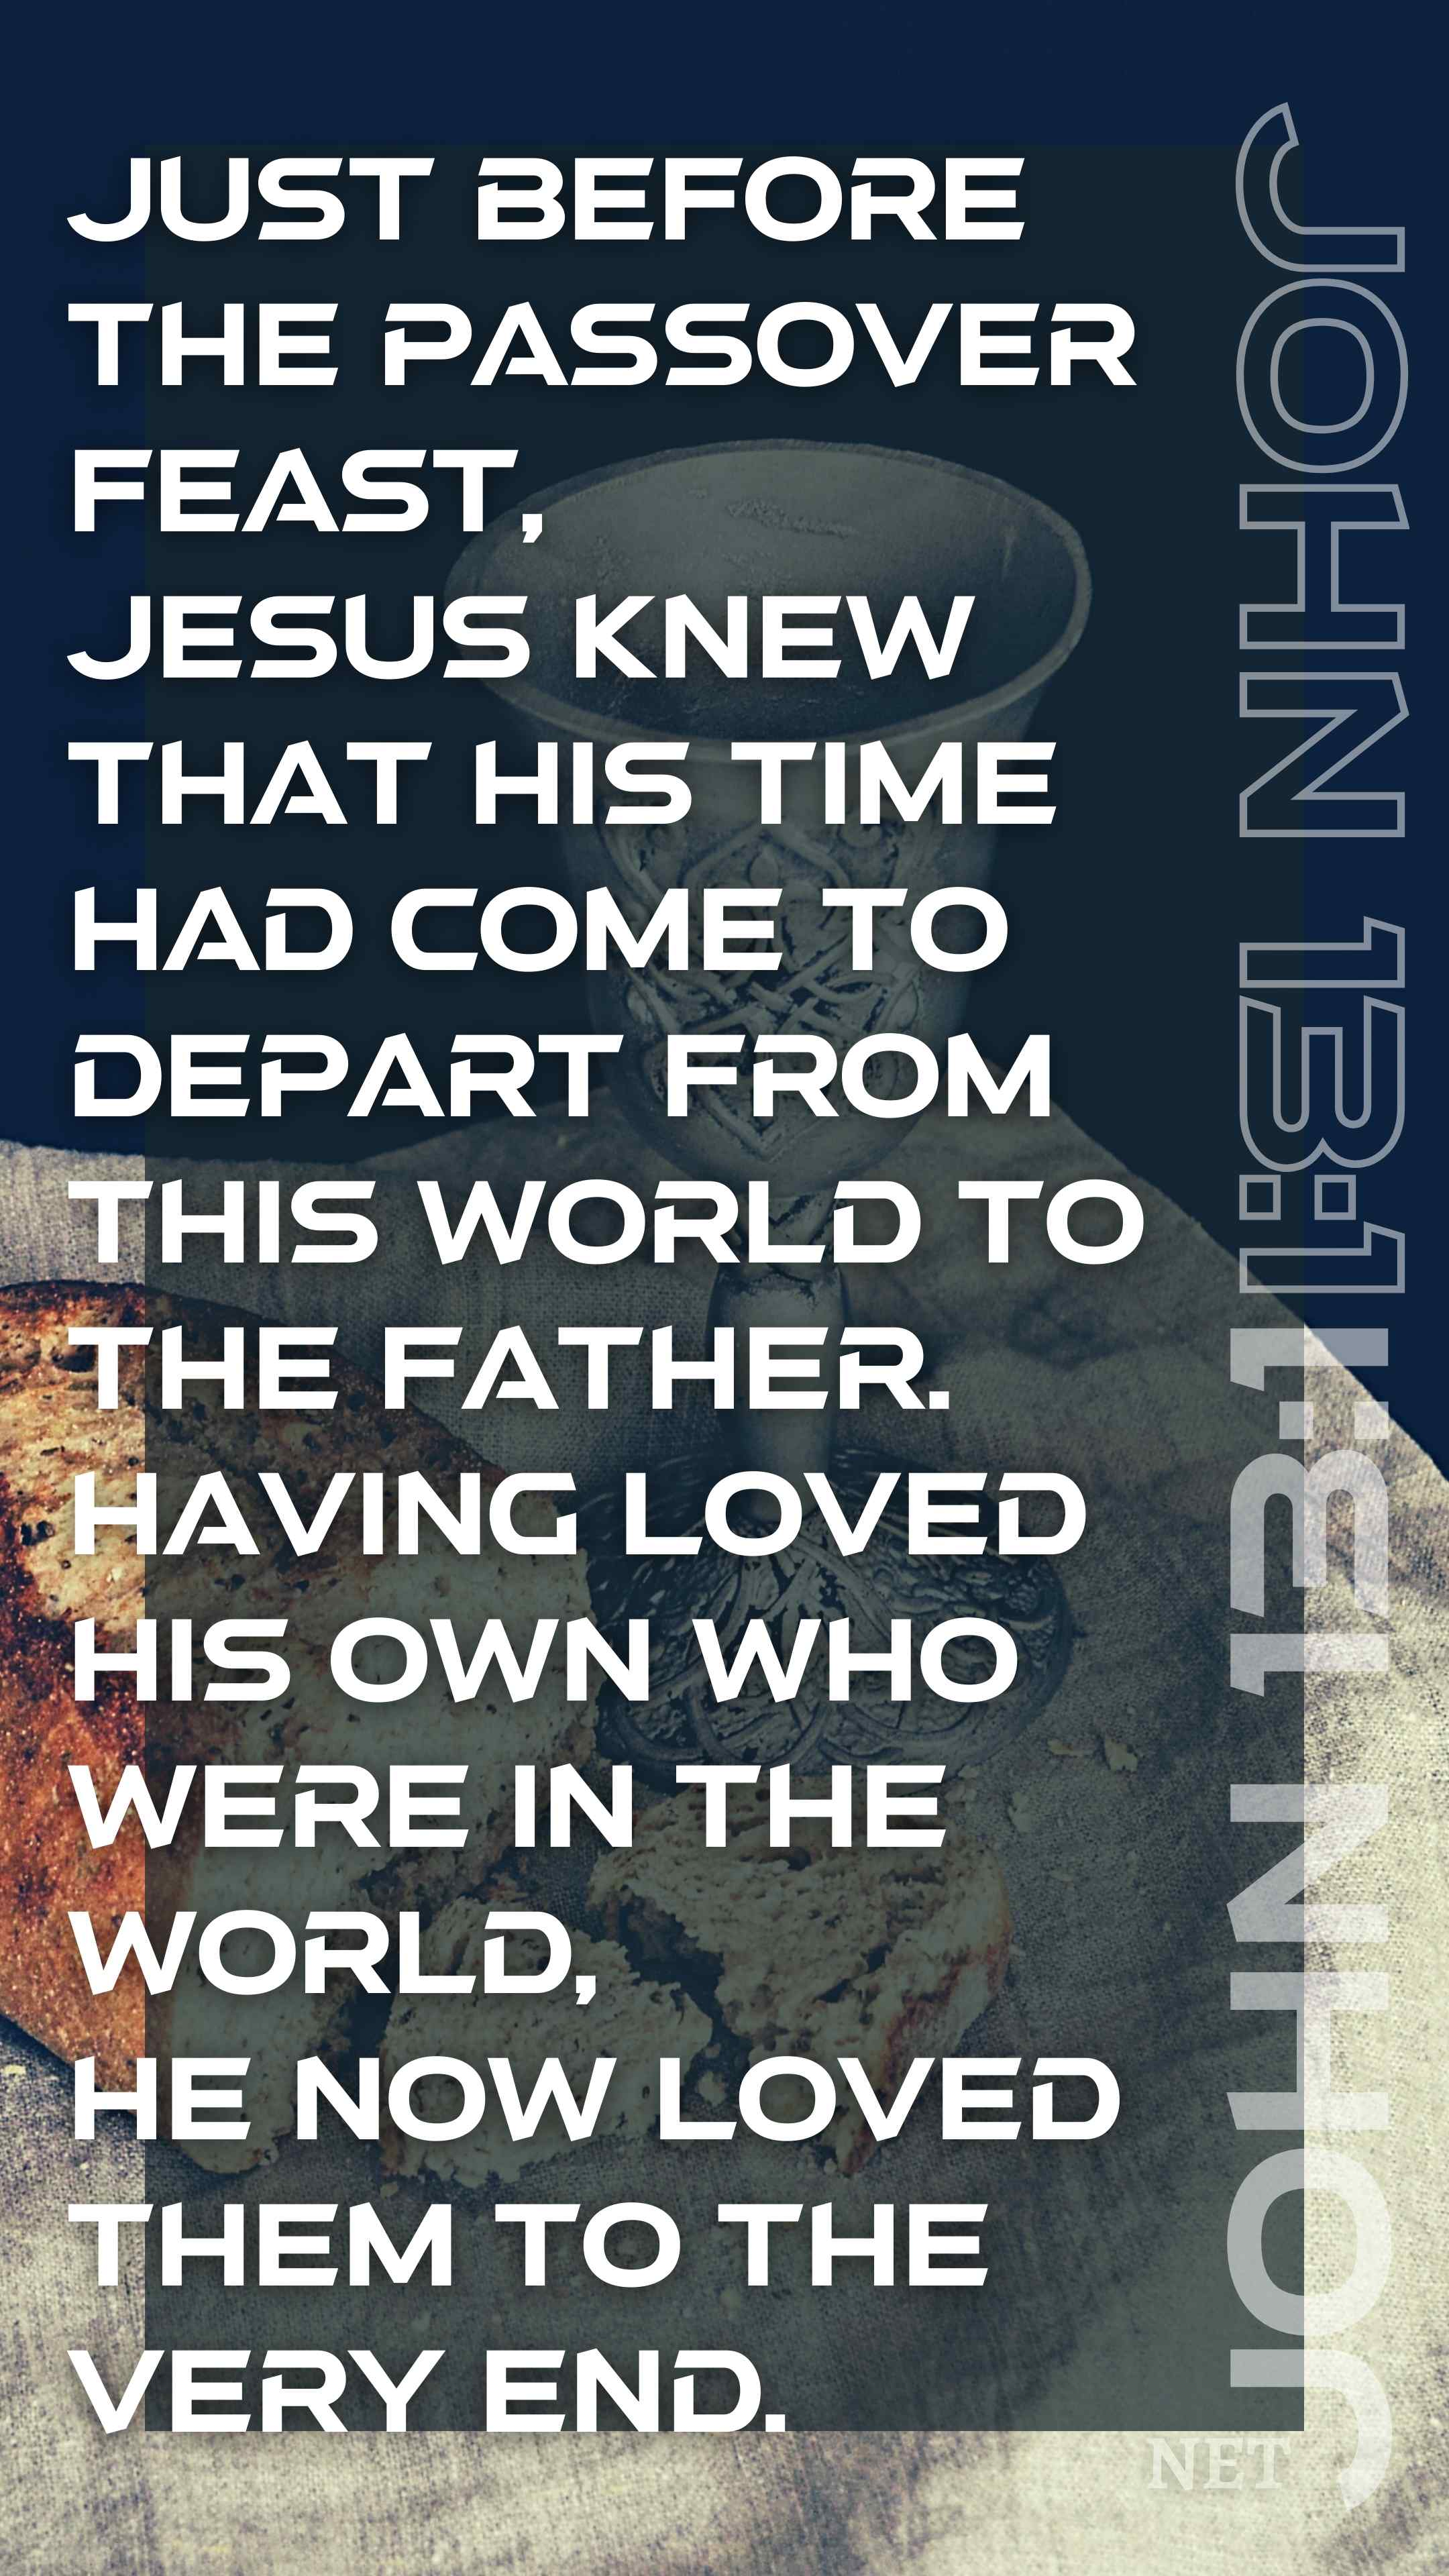 JUST BEFORE
THE PASSOVER
FEAST,
JESUS KNEW
THAT HIS TIME
HAD COME TO
DEPART FROM
THIS WORLD TO
THE FATHER.
HAVING LOVED
HIS OWN WHO
WERE IN THE
WORLD,
HE NOW LOVED
THEM TO THE
VERY END.
JOHN 13:1
JOHN 13:1
NET